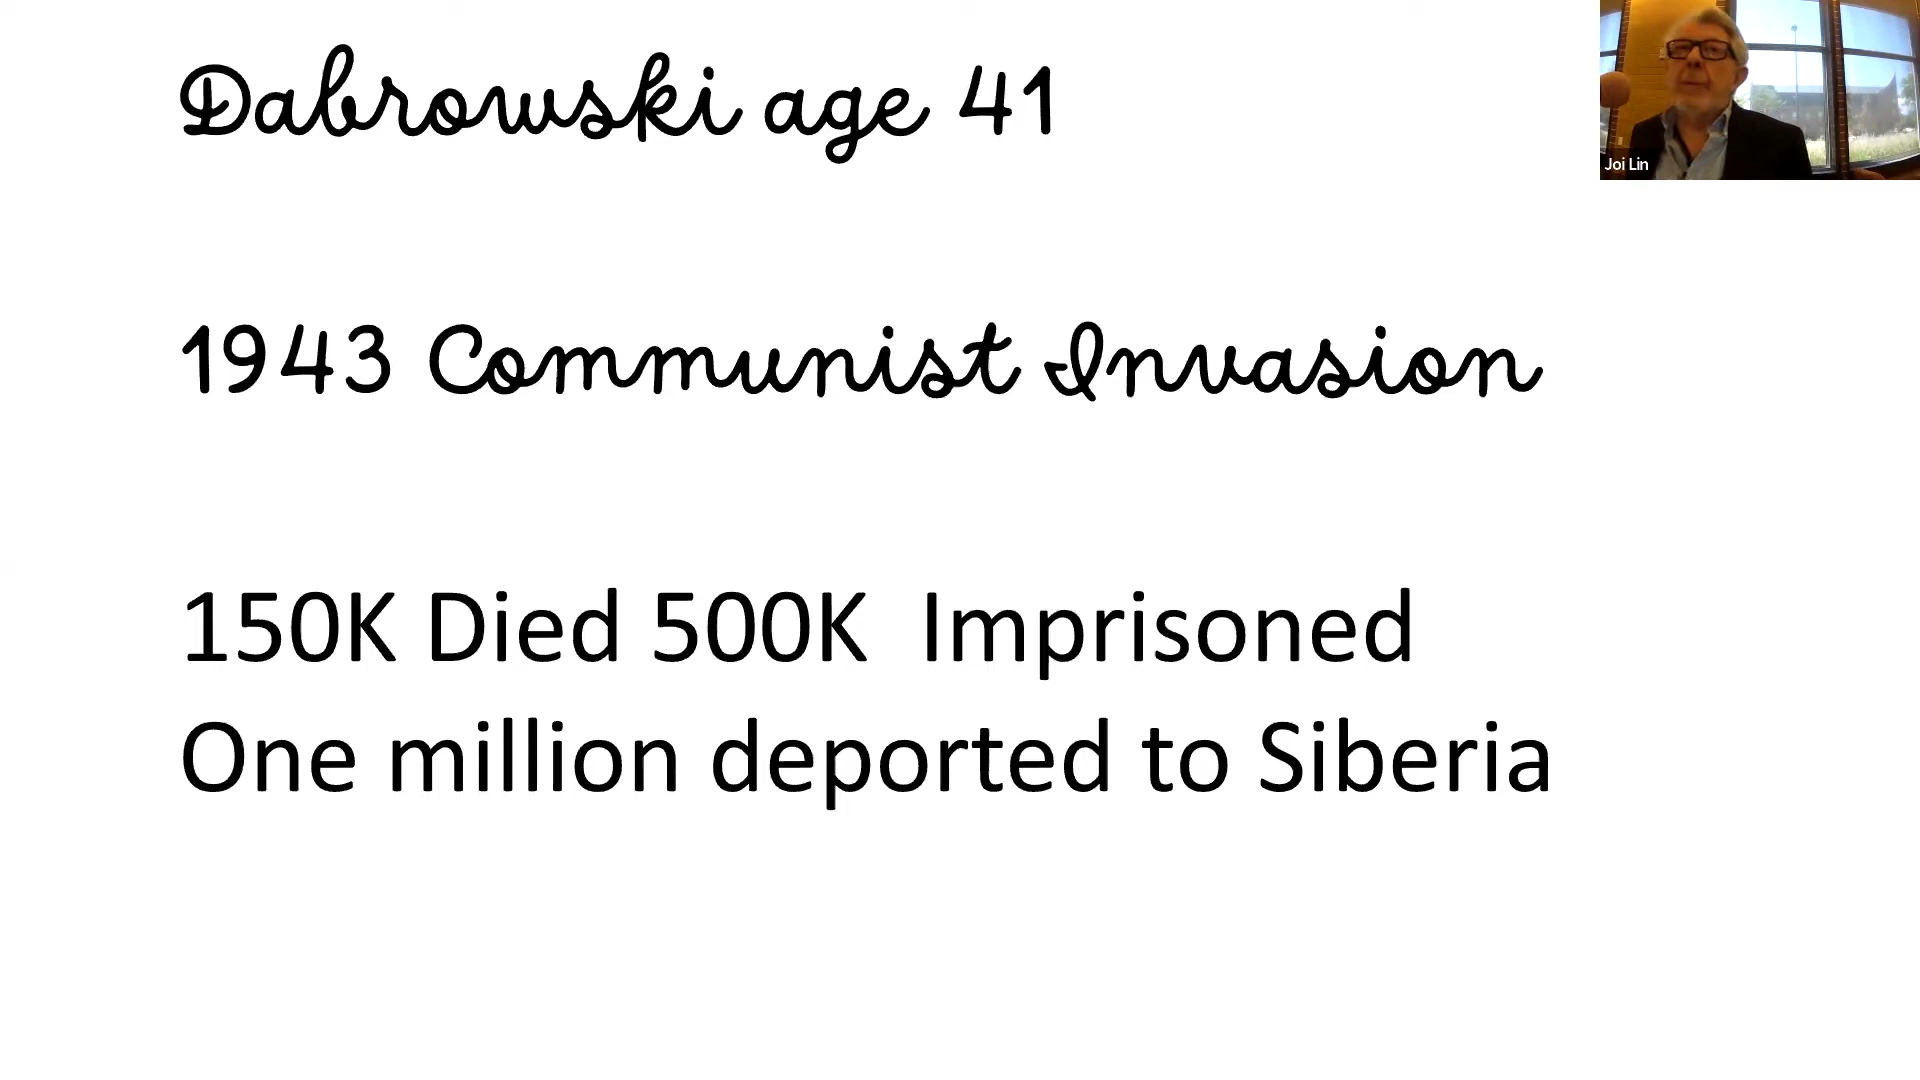 Dabrowski age 41
Joi Lin
1943 Communist Invasion
150K Died 500K  Imprisoned
One million deported to Siberia